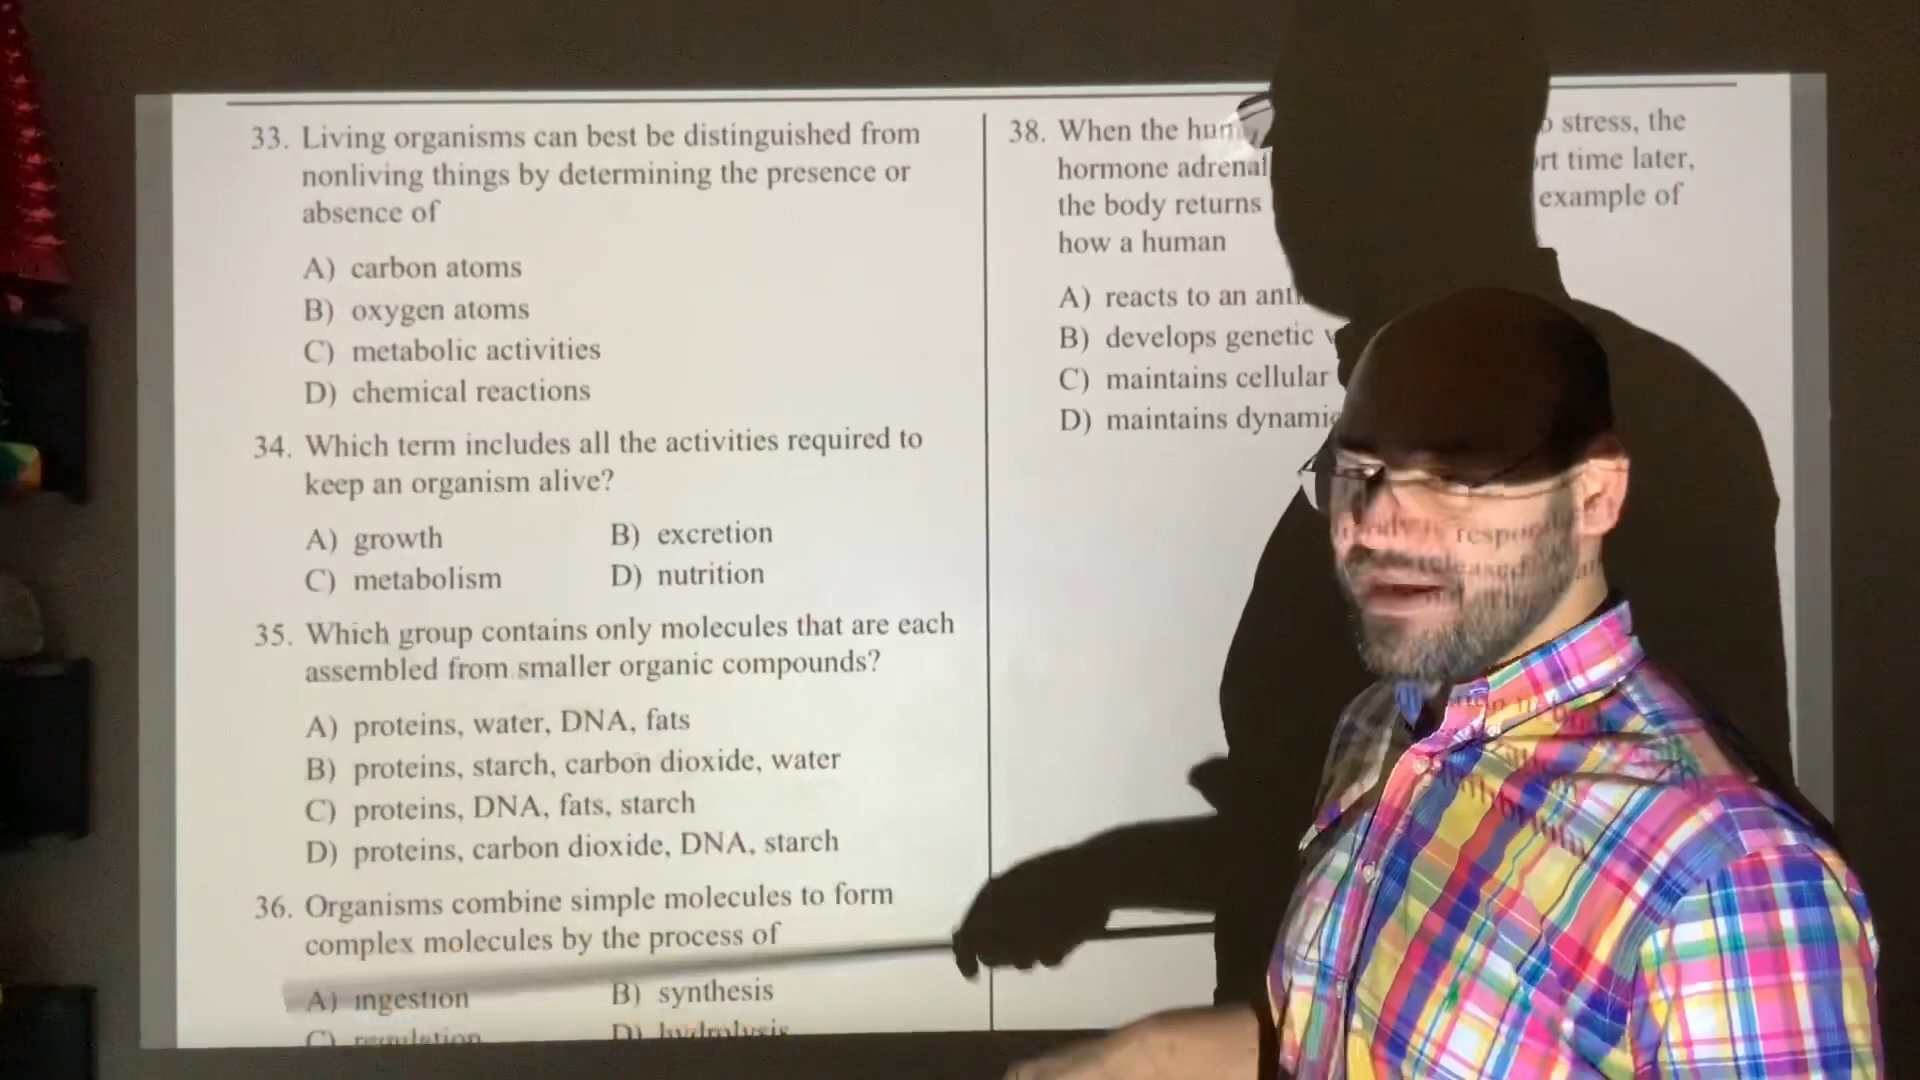 33. Living organisms can best be distinguished from
nonliving things by determining the presence or
absence of
A) carbon atoms
B) oxygen atoms
C) metabolic activities
D) chemical reactions
34. Which term includes all the activities required to
keep an organism alive?
A) growth
B) excretion
C) metabolism
D) nutrition
35. Which group contains only molecules that are each
assembled from smaller organic compounds?
A) proteins, water, DNA, fats
B) proteins, starch, carbon dioxide, water
C) proteins, DNA, fats, starch
D) proteins, carbon dioxide, DNA, starch
36. Organisms combine simple molecules to form
complex molecules by the process of
A) ingestion
B) synthesis
C) regulation
D) hydrolysis
38. When the stress, the
hormone rt time later,
the body returns example of
how a human
A) reacts to an
B) develops genetic
C) maintains cellular
D) maintains